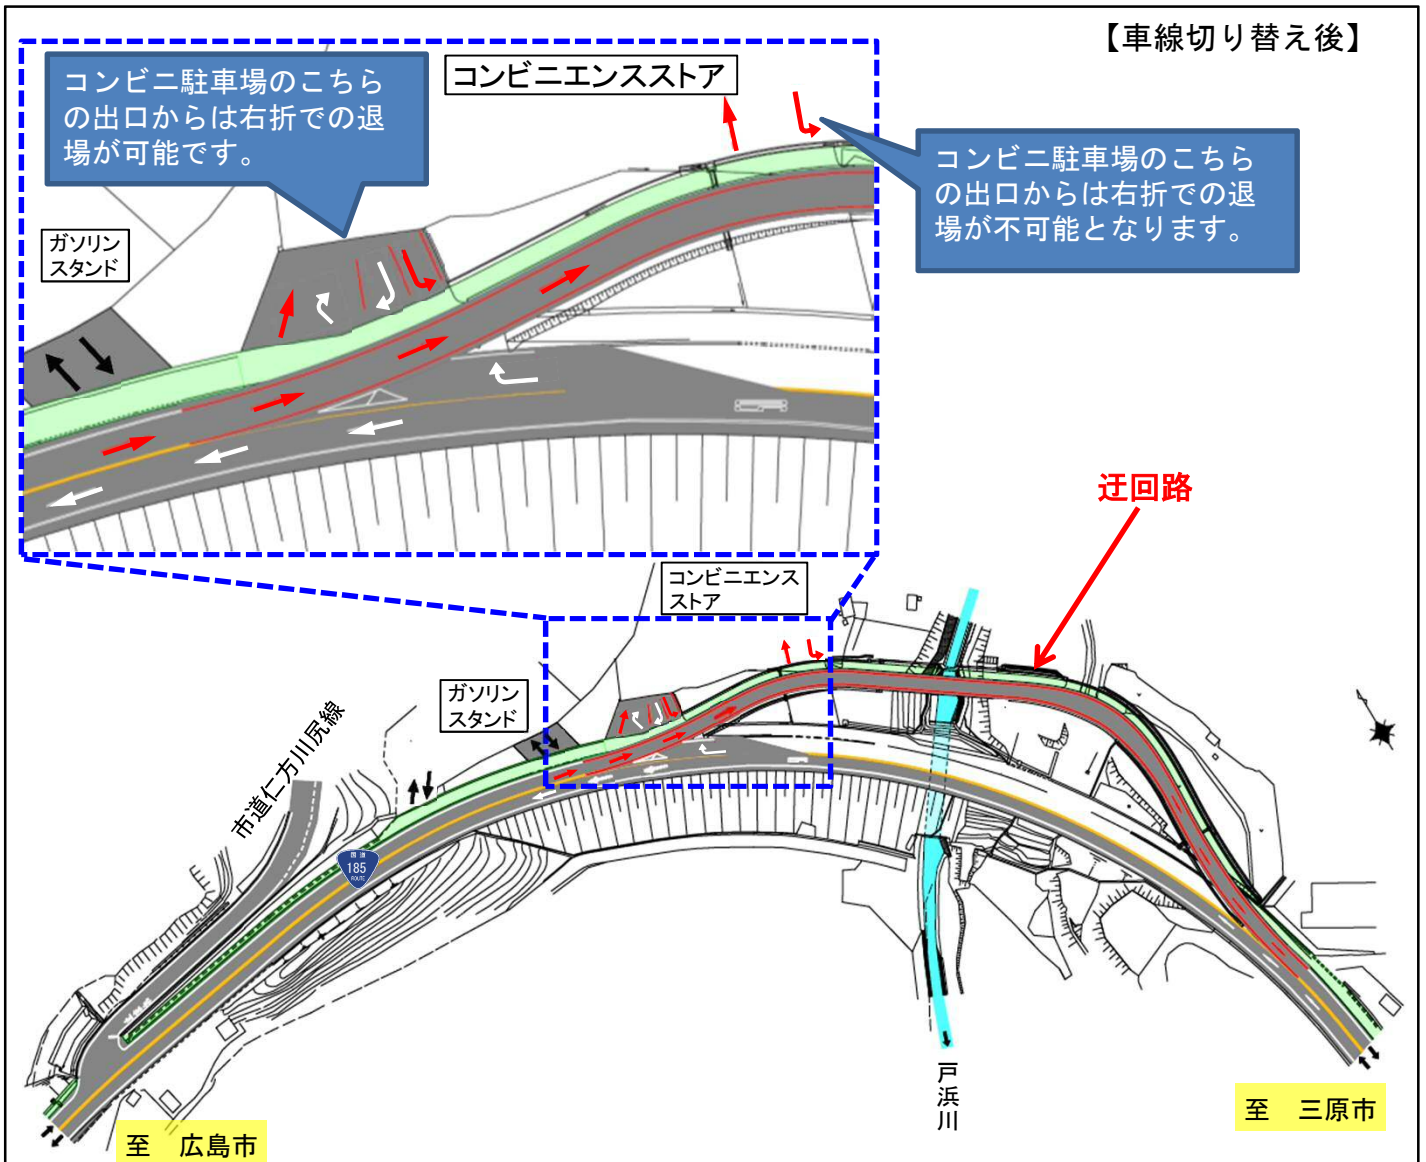 【車線切り替え後】
コンビニ駐車場のこちら
の出口からは右折での退
場が可能です。
コンビニエンスストア
コンビニ駐車場のこちら
の出口からは右折での退
場が不可能となります。
ガソリン
スタンド
迂回路
コンビニエンス
ストア
ガソリン
スタンド
市道仁方川尻線
国道
185
ROUTE
戸浜川
至 三原市
至 広島市